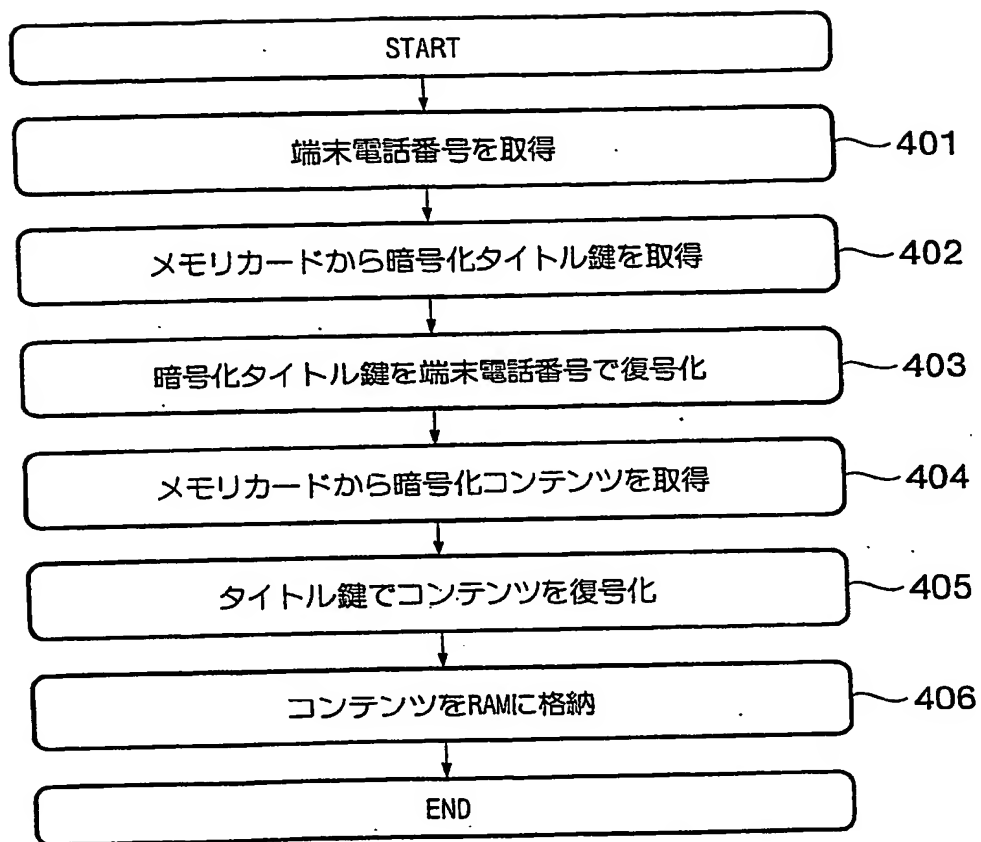 START
端末電話番号を取得
401
メモリカードから暗号化タイトル鍵を取得
402
暗号化タイトル鍵を端末電話番号で復号化
403
メモリカードから暗号化コンテンツを取得
404
タイトル鍵でコンテンツを復号化
405
コンテンツをRAMに格納
406
END